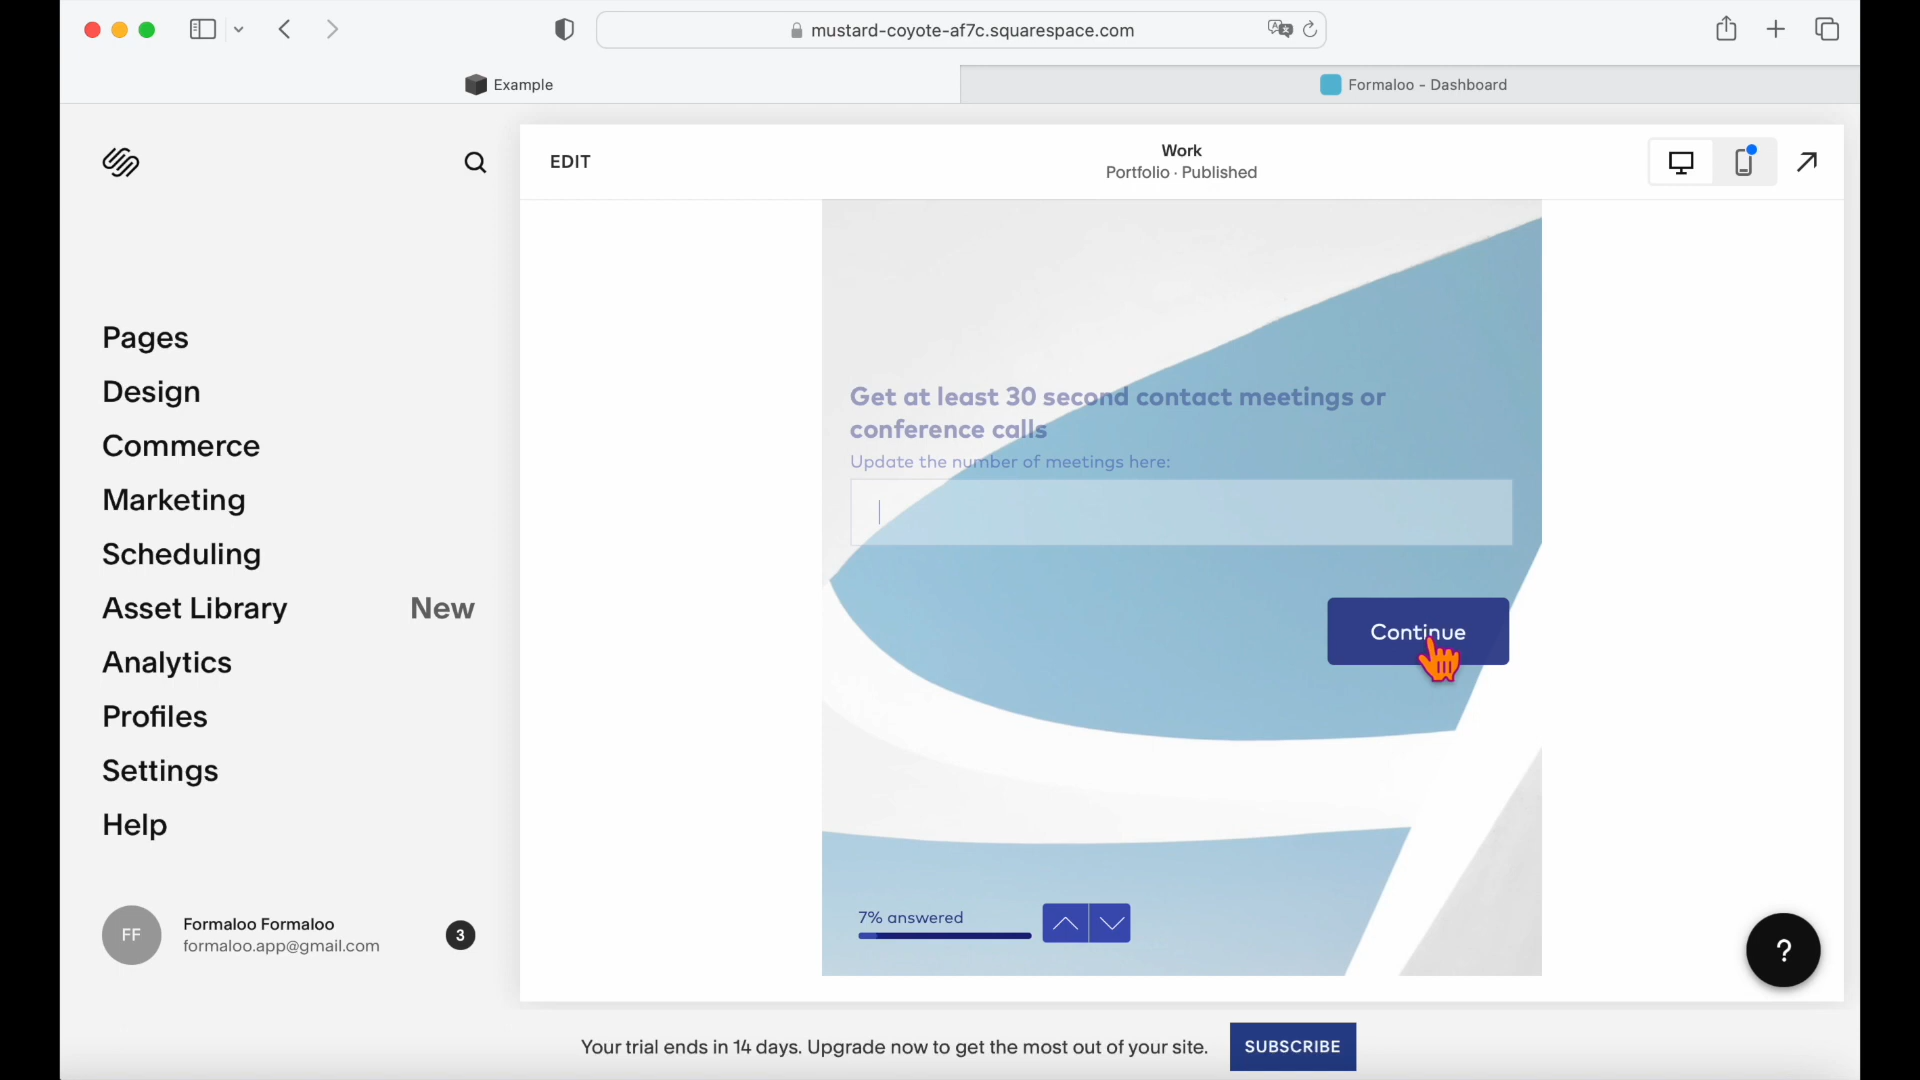 mustard-coyote-af7c.squarespace.com
Example
Formaloo - Dashboard
EDIT
Work
Portfolio · Published
Pages
Design
Commerce
Marketing
Scheduling
Asset Library New
Analytics
Profiles
Settings
Help
Get at least 30 second contact meetings or
conference calls
Update the number of meetings here:
Continue
7% answered
FF
Formaloo Formaloo
formaloo.app@gmail.com
3
?
Your trial ends in 14 days. Upgrade now to get the most out of your site.
SUBSCRIBE